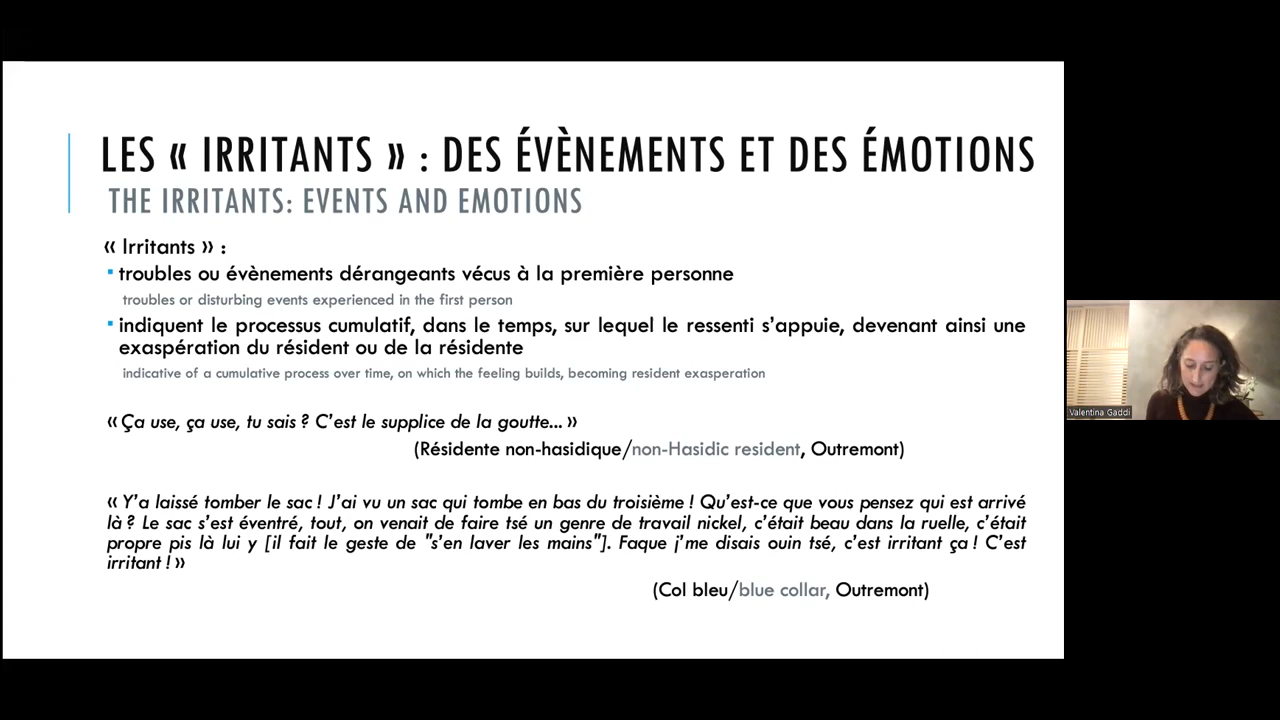 LES « IRRITANTS » : DES ÉVÈNEMENTS ET DES ÉMOTIONS
THE IRRITANTS: EVENTS AND EMOTIONS
« Irritants » :
▪ troubles ou évènements dérangeants vécus à la première personne
troubles or disturbing events experienced in the first person
▪ indiquent le processus cumulatif, dans le temps, sur lequel le ressenti s’appuie, devenant ainsi une
exaspération du résident ou de la résidente
indicative of a cumulative process over time, on which the feeling builds, becoming resident exasperation
« Ça use, ça use, tu sais ? C’est le supplice de la goutte... »
(Résidente non-hasidique/non-Hasidic resident, Outremont)
« Y’a laissé tomber le sac ! J’ai vu un sac qui tombe en bas du troisième ! Qu’est-ce que vous pensez qui est arrivé
là ? Le sac s’est éventré, tout, on venait de faire tsé un genre de travail nickel, c’était beau dans la ruelle, c’était
propre pis là lui y [il fait le geste de "s’en laver les mains"]. Faque j’me disais ouin tsé, c’est irritant ça ! C’est
irritant ! »
(Col bleu/blue collar, Outremont)
Valentina Gaddi